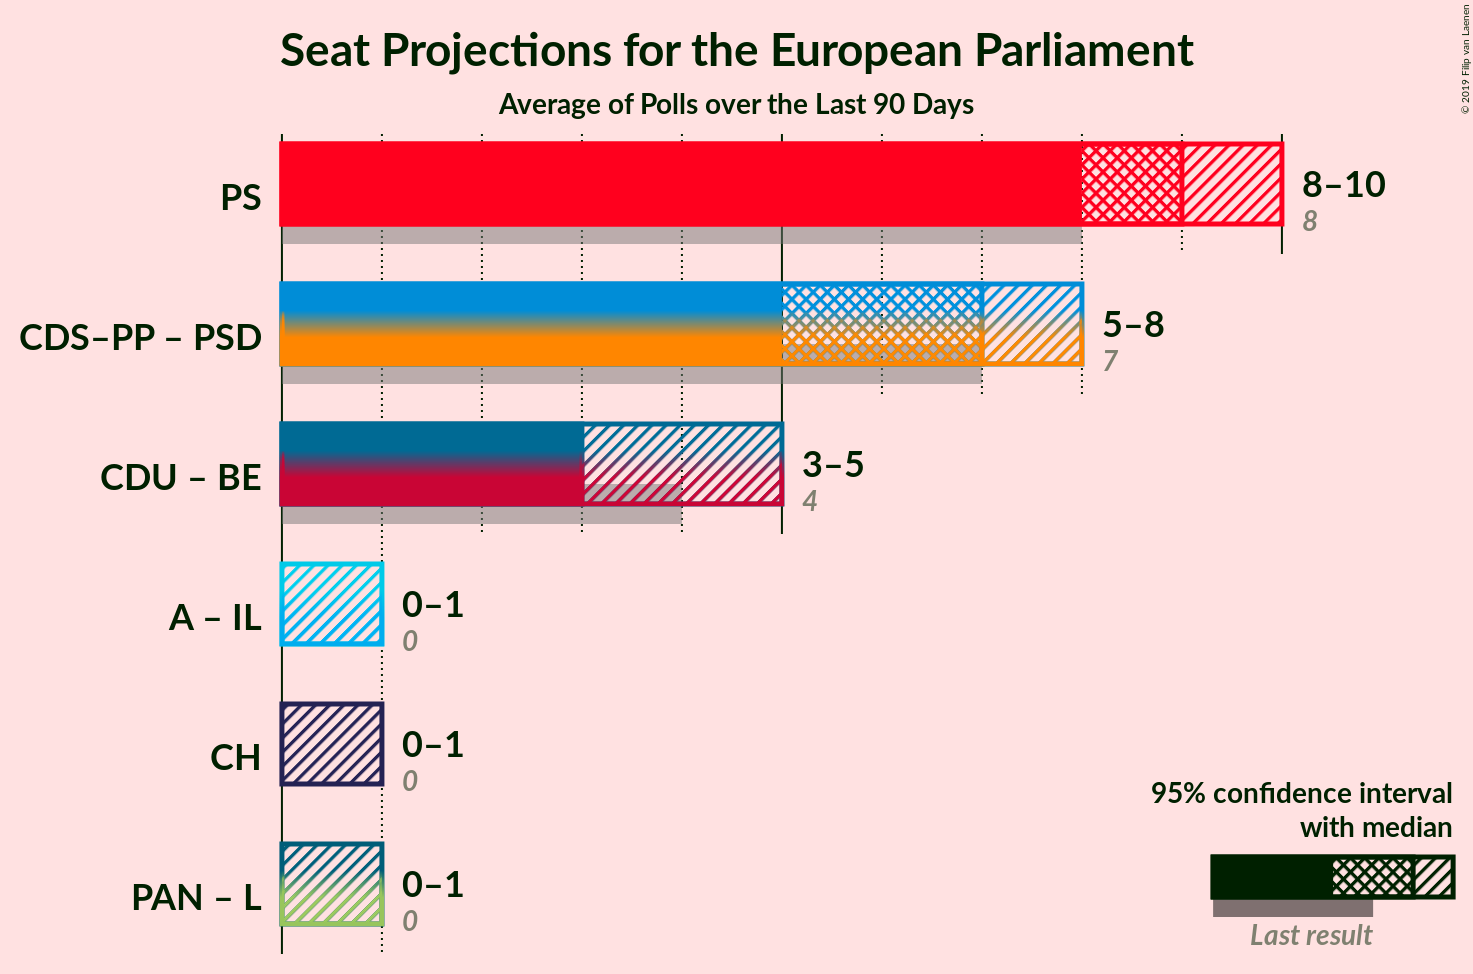 Seat Projections for the European Parliament
Average of Polls over the Last 90 Days
© 2019 Filip van Laenen
PS
8–10
8
CDS–PP – PSD
5–8
7
CDU – BE
3–5
4
A – IL
0–1
0
CH
0–1
0
PAN – L
0–1
0
95% confidence interval
with median
Last result